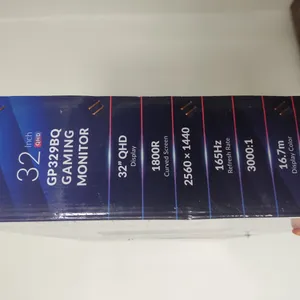 32 inch
QHD
GP329BQ
GAMING
MONITOR
32" QHD
Display
1800R
Curved Screen
2560 × 1440
165Hz
Refresh Rate
3000:1
16.7m
Display Color